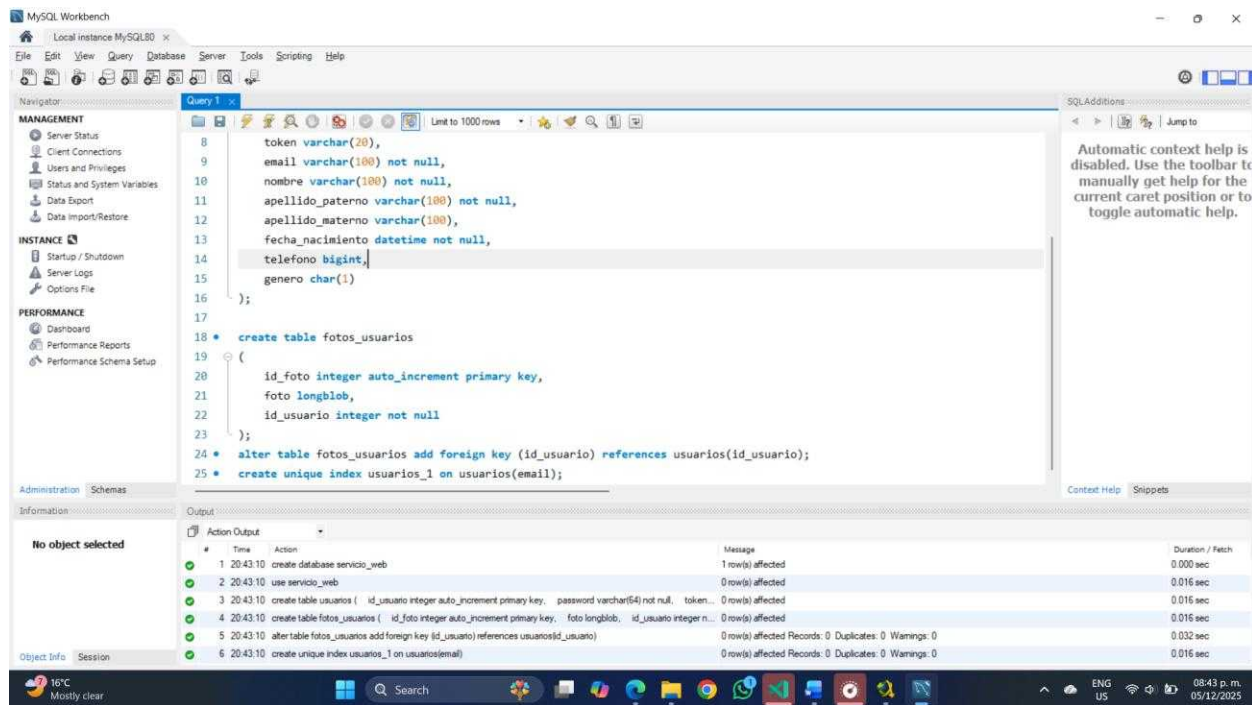 MySQL Workbench
Local instance MySQL80
File Edit View Query Database Server Tools Scripting Help
Navigator
MANAGEMENT
Server Status
Client Connections
Users and Privileges
Status and System Variables
Data Export
Data Import/Restore
INSTANCE
Startup / Shutdown
Server Logs
Options File
PERFORMANCE
Dashboard
Performance Reports
Performance Schema Setup
Administration Schemas
Information
No object selected
Object Info Session
Query 1
Limit to 1000 rows
8 token varchar(20),
9 email varchar(100) not null,
10 nombre varchar(100) not null,
11 apellido_paterno varchar(100) not null,
12 apellido_materno varchar(100),
13 fecha_nacimiento datetime not null,
14 telefono bigint,
15 genero char(1)
16 );
17
18 create table fotos_usuarios
19 (
20 id_foto integer auto_increment primary key,
21 foto longblob,
22 id_usuario integer not null
23 );
24 alter table fotos_usuarios add foreign key (id_usuario) references usuarios(id_usuario);
25 create unique index usuarios_1 on usuarios(email);
SQLAdditions
Jump to
Automatic context help is
disabled. Use the toolbar to
manually get help for the
current caret position or to
toggle automatic help.
Context Help Snippets
Output
Action Output
# Time Action Message Duration / Fetch
1 20:43:10 create database servicio_web 1 row(s) affected 0.000 sec
2 20:43:10 use servicio_web 0 row(s) affected 0.016 sec
3 20:43:10 create table usuarios ( id_usuario integer auto_increment primary key, password varchar(64) not null, token... 0 row(s) affected 0.016 sec
4 20:43:10 create table fotos_usuarios ( id_foto integer auto_increment primary key, foto longblob, id_usuario integer n... 0 row(s) affected 0.016 sec
5 20:43:10 alter table fotos_usuarios add foreign key (id_usuario) references usuarios(id_usuario) 0 row(s) affected Records: 0 Duplicates: 0 Warnings: 0 0.032 sec
6 20:43:10 create unique index usuarios_1 on usuarios(email) 0 row(s) affected Records: 0 Duplicates: 0 Warnings: 0 0.016 sec
16°C
Mostly clear
Search
ENG
US
08:43 p. m.
05/12/2025